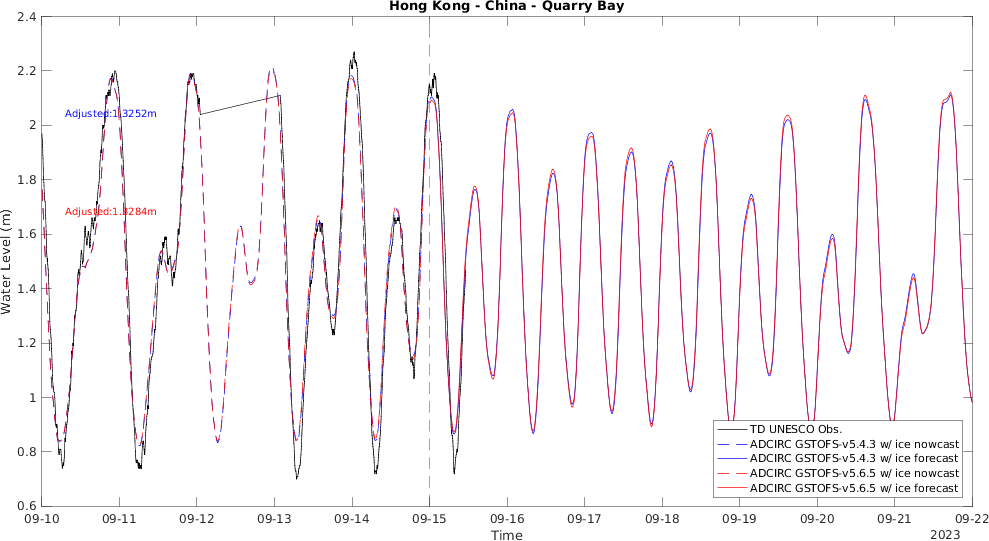 Hong Kong - China - Quarry Bay
2.4
2.2
2
1.8
1.6
1.4
1.2
1
0.8
0.6
Water Level (m)
Adjusted:1.3252m
Adjusted:1.3284m
TD UNESCO Obs.
ADCIRC GSTOFS-v5.4.3 w/ ice nowcast
ADCIRC GSTOFS-v5.4.3 w/ ice forecast
ADCIRC GSTOFS-v5.6.5 w/ ice nowcast
ADCIRC GSTOFS-v5.6.5 w/ ice forecast
09-10 09-11 09-12 09-13 09-14 09-15 09-16 09-17 09-18 09-19 09-20 09-21 09-22
Time
2023